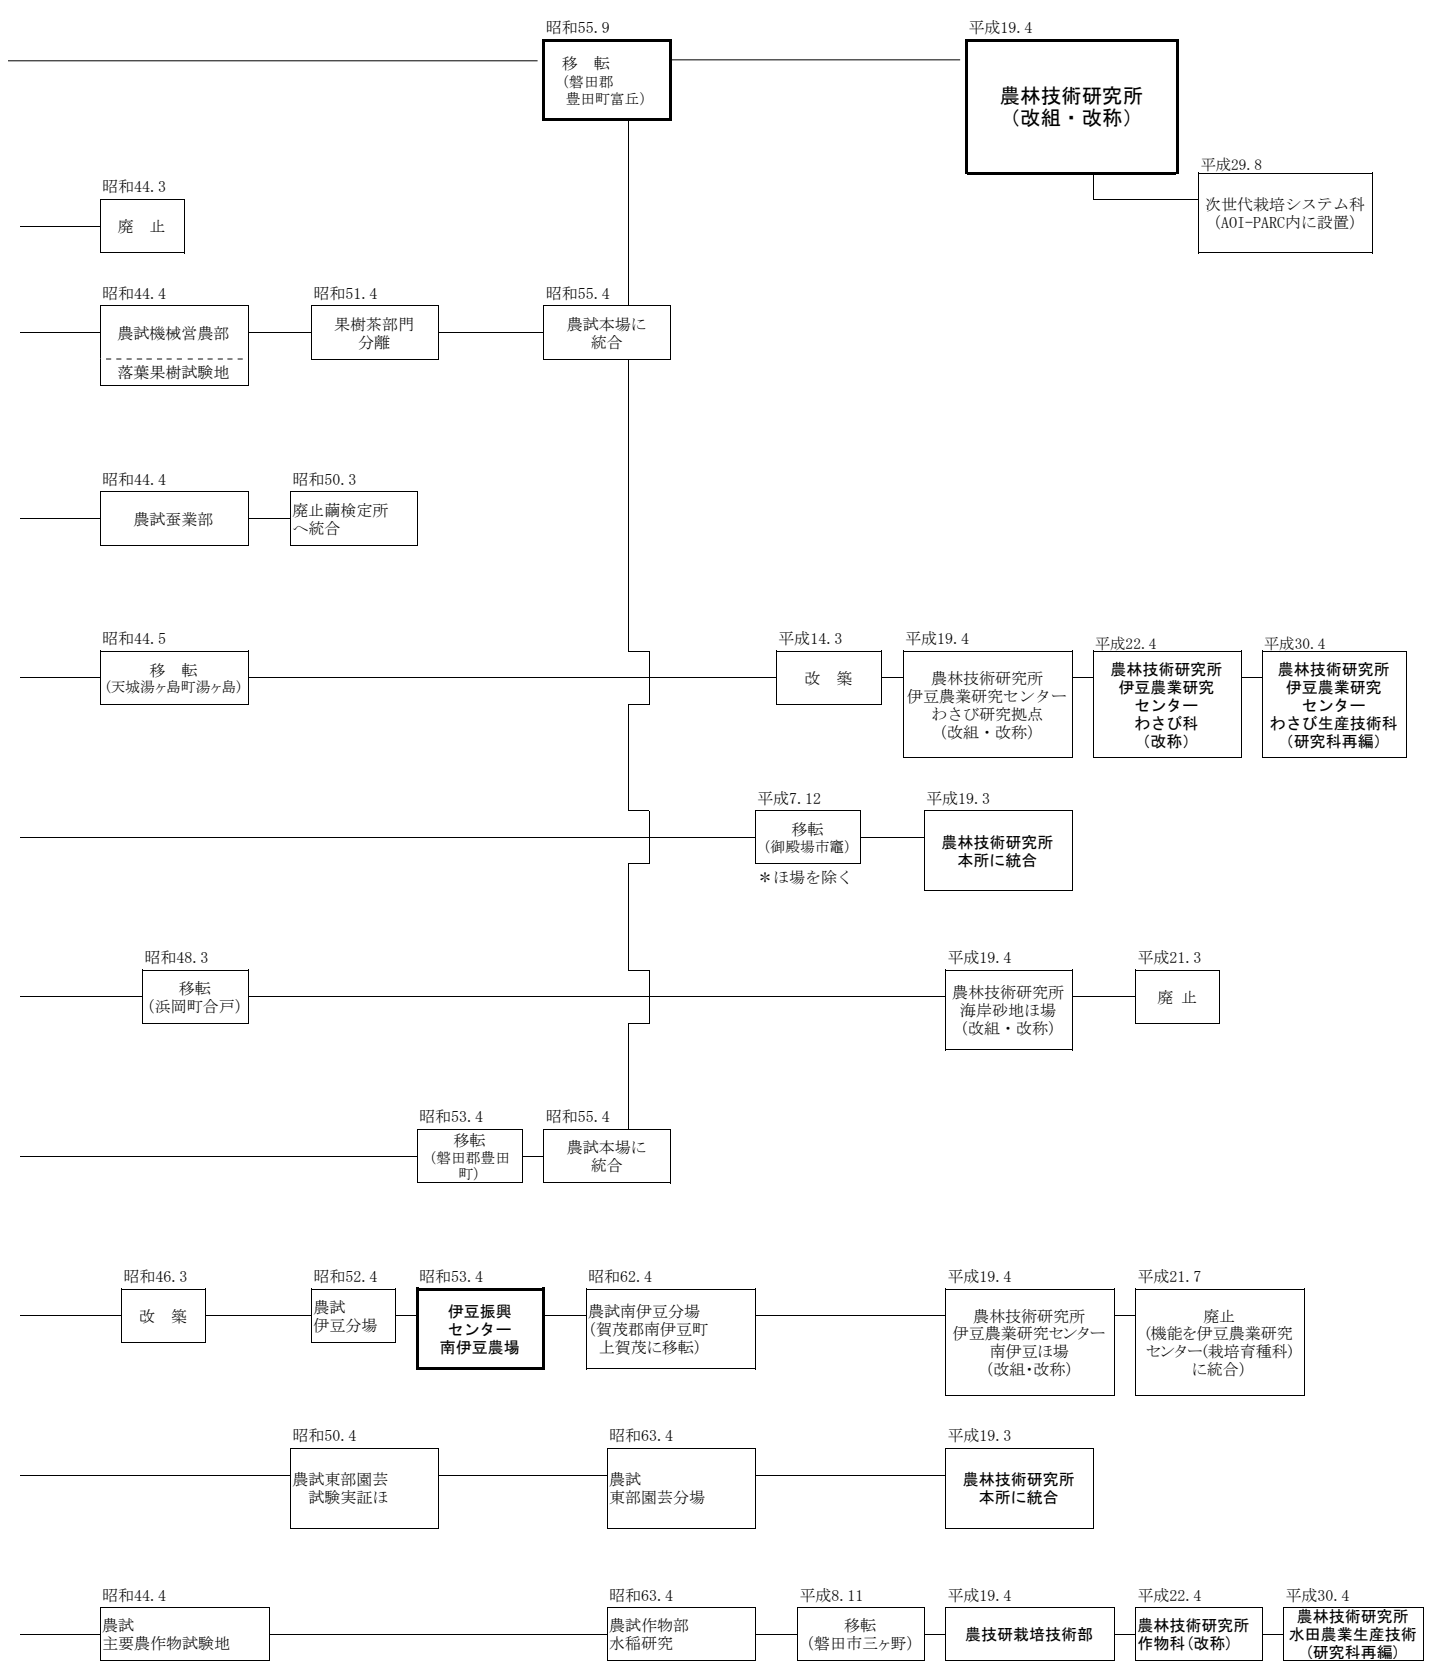 昭和55.9
移　転
(磐田郡
豊田町富丘)
平成19.4
農林技術研究所
（改組・改称）
平成29.8
次世代栽培システム科
(AOI-PARC内に設置)
昭和44.3
廃　止
昭和44.4
農試機械営農部
落葉果樹試験地
昭和51.4
果樹茶部門
分離
昭和55.4
農試本場に
統合
昭和44.4
農試蚕業部
昭和50.3
廃止繭検定所
へ統合
昭和44.5
移　転
(天城湯ヶ島町湯ヶ島)
平成14.3
改　築
平成19.4
農林技術研究所
伊豆農業研究センター
わさび研究拠点
(改組・改称)
平成22.4
農林技術研究所
伊豆農業研究
センター
わさび科
(改称)
平成30.4
農林技術研究所
伊豆農業研究
センター
わさび生産技術科
(研究科再編)
平成7.12
移転
(御殿場市竈)
＊ほ場を除く
平成19.3
農林技術研究所
本所に統合
昭和48.3
移転
(浜岡町合戸)
平成19.4
農林技術研究所
海岸砂地ほ場
(改組・改称)
平成21.3
廃 止
昭和53.4
移転
(磐田郡豊田
町)
昭和55.4
農試本場に
統合
昭和46.3
改　築
昭和52.4
農試
伊豆分場
昭和53.4
伊豆振興
センター
南伊豆農場
昭和62.4
農試南伊豆分場
(賀茂郡南伊豆町
上賀茂に移転)
平成19.4
農林技術研究所
伊豆農業研究センター
南伊豆ほ場
(改組･改称)
平成21.7
廃止
(機能を伊豆農業研究
センター(栽培育種科)
に統合)
昭和50.4
農試東部園芸
試験実証ほ
昭和63.4
農試
東部園芸分場
平成19.3
農林技術研究所
本所に統合
昭和44.4
農試
主要農作物試験地
昭和63.4
農試作物部
水稲研究
平成8.11
移転
(磐田市三ヶ野)
平成19.4
農技研栽培技術部
平成22.4
農林技術研究所
作物科(改称)
平成30.4
農林技術研究所
水田農業生産技術
(研究科再編)